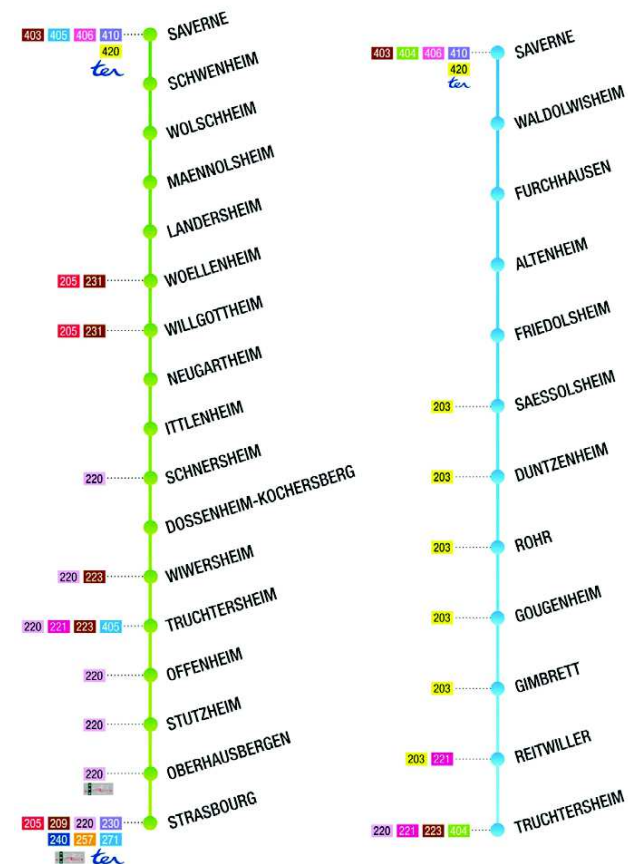 403 405 406 410 SAVERNE
420
ter
SCHWENHEIM
WOLSCHHEIM
MAENNOLSHEIM
LANDERSHEIM
205 231 WOELLENHEIM
205 231 WILLGOTTHEIM
NEUGARTHEIM
ITTLENHEIM
220 SCHNERSHEIM
DOSSENHEIM-KOCHERSBERG
220 223 WIWERSHEIM
220 221 223 405 TRUCHTERSHEIM
220 OFFENHEIM
220 STUTZHEIM
220 OBERHAUSBERGEN
205 209 220 230 STRASBOURG
240 257 271
ter
403 404 406 410 SAVERNE
420
ter
WALDOLWISHEIM
FURCHHAUSEN
ALTENHEIM
FRIEDOLSHEIM
203 SAESSOLSHEIM
203 DUNTZENHEIM
203 ROHR
203 GOUGENHEIM
203 GIMBRETT
203 221 REITWILLER
220 221 223 404 TRUCHTERSHEIM